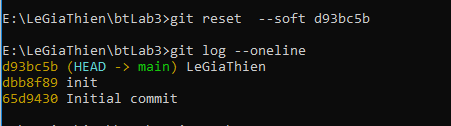 E:\LeGiaThien\btLab3>git reset  --soft d93bc5b
E:\LeGiaThien\btLab3>git log --oneline
d93bc5b (HEAD -> main) LeGiaThien
dbb8f89 init
65d9430 Initial commit